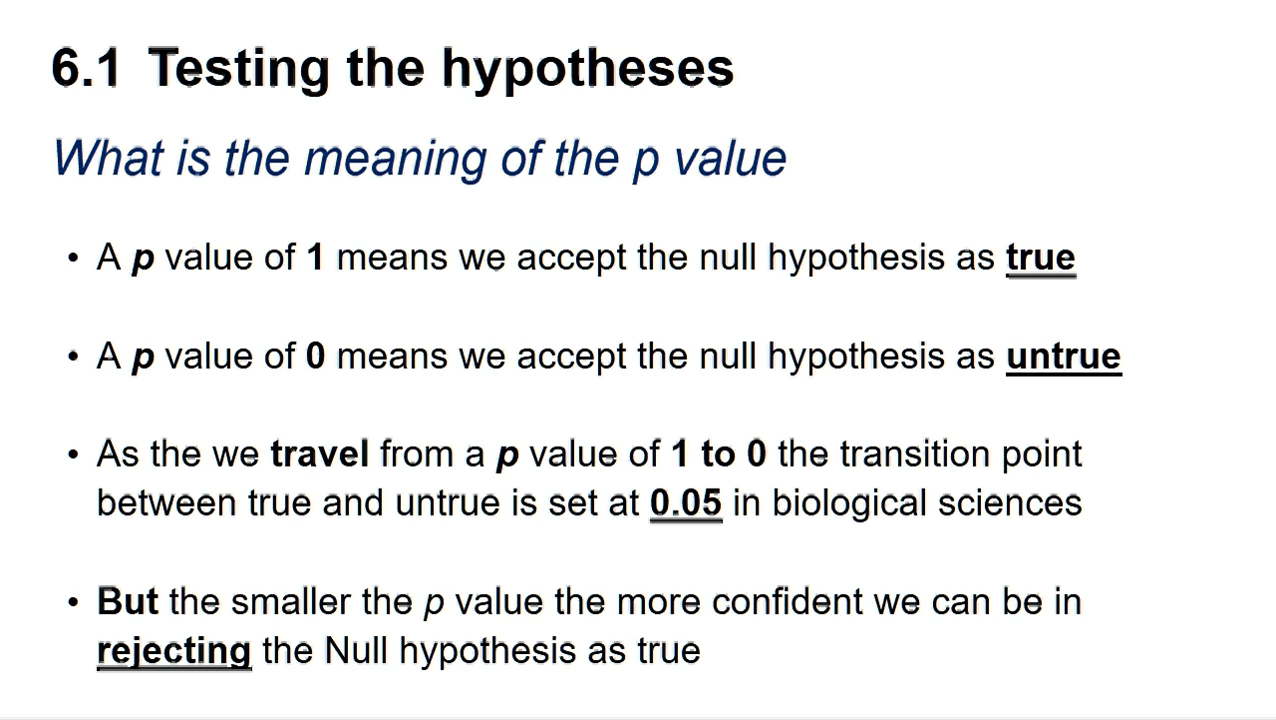 6.1 Testing the hypotheses
What is the meaning of the p value
• A p value of 1 means we accept the null hypothesis as true
• A p value of 0 means we accept the null hypothesis as untrue
• As the we travel from a p value of 1 to 0 the transition point
between true and untrue is set at 0.05 in biological sciences
• But the smaller the p value the more confident we can be in
rejecting the Null hypothesis as true